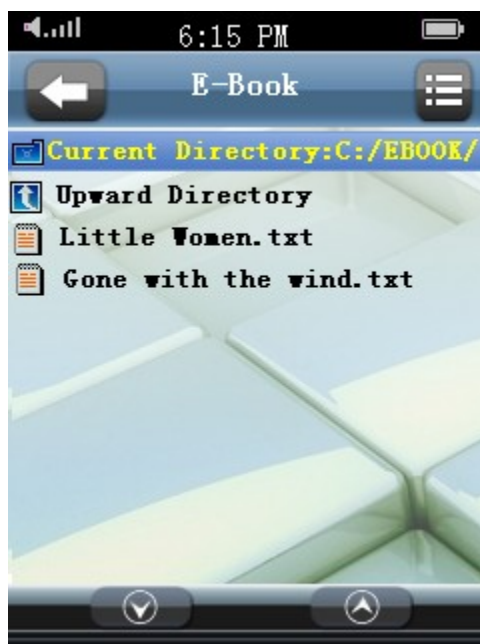 6:15 PM
E-Book
Current Directory:C:/EBOOK/
Upward Directory
Little Women.txt
Gone with the wind.txt